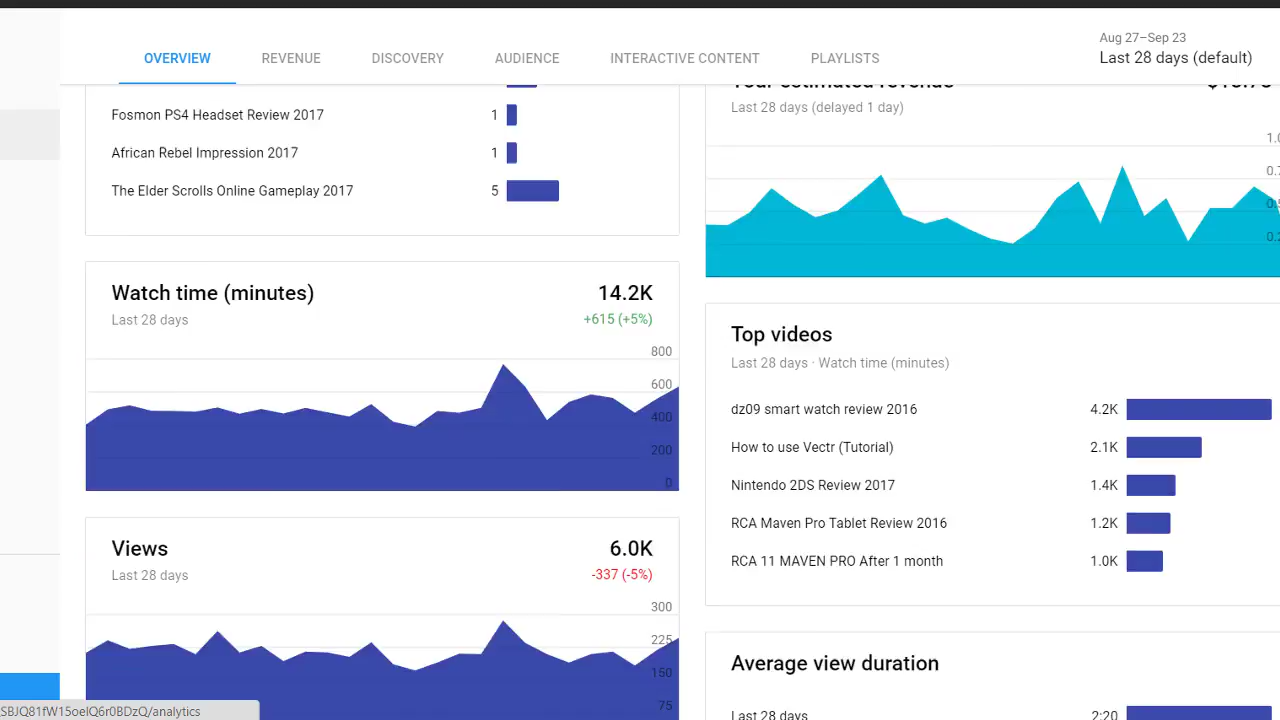 Aug 27–Sep 23
OVERVIEW REVENUE DISCOVERY AUDIENCE INTERACTIVE CONTENT PLAYLISTS Last 28 days (default)
Fosmon PS4 Headset Review 2017 1
African Rebel Impression 2017 1
The Elder Scrolls Online Gameplay 2017 5
Your estimated revenue
Last 28 days (delayed 1 day)
Watch time (minutes) 14.2K
Last 28 days +615 (+5%)
800
600
400
200
0
Top videos
Last 28 days · Watch time (minutes)
dz09 smart watch review 2016 4.2K
How to use Vectr (Tutorial) 2.1K
Nintendo 2DS Review 2017 1.4K
RCA Maven Pro Tablet Review 2016 1.2K
RCA 11 MAVEN PRO After 1 month 1.0K
Views 6.0K
Last 28 days -337 (-5%)
300
225
150
75
Average view duration
Last 28 days 2:20